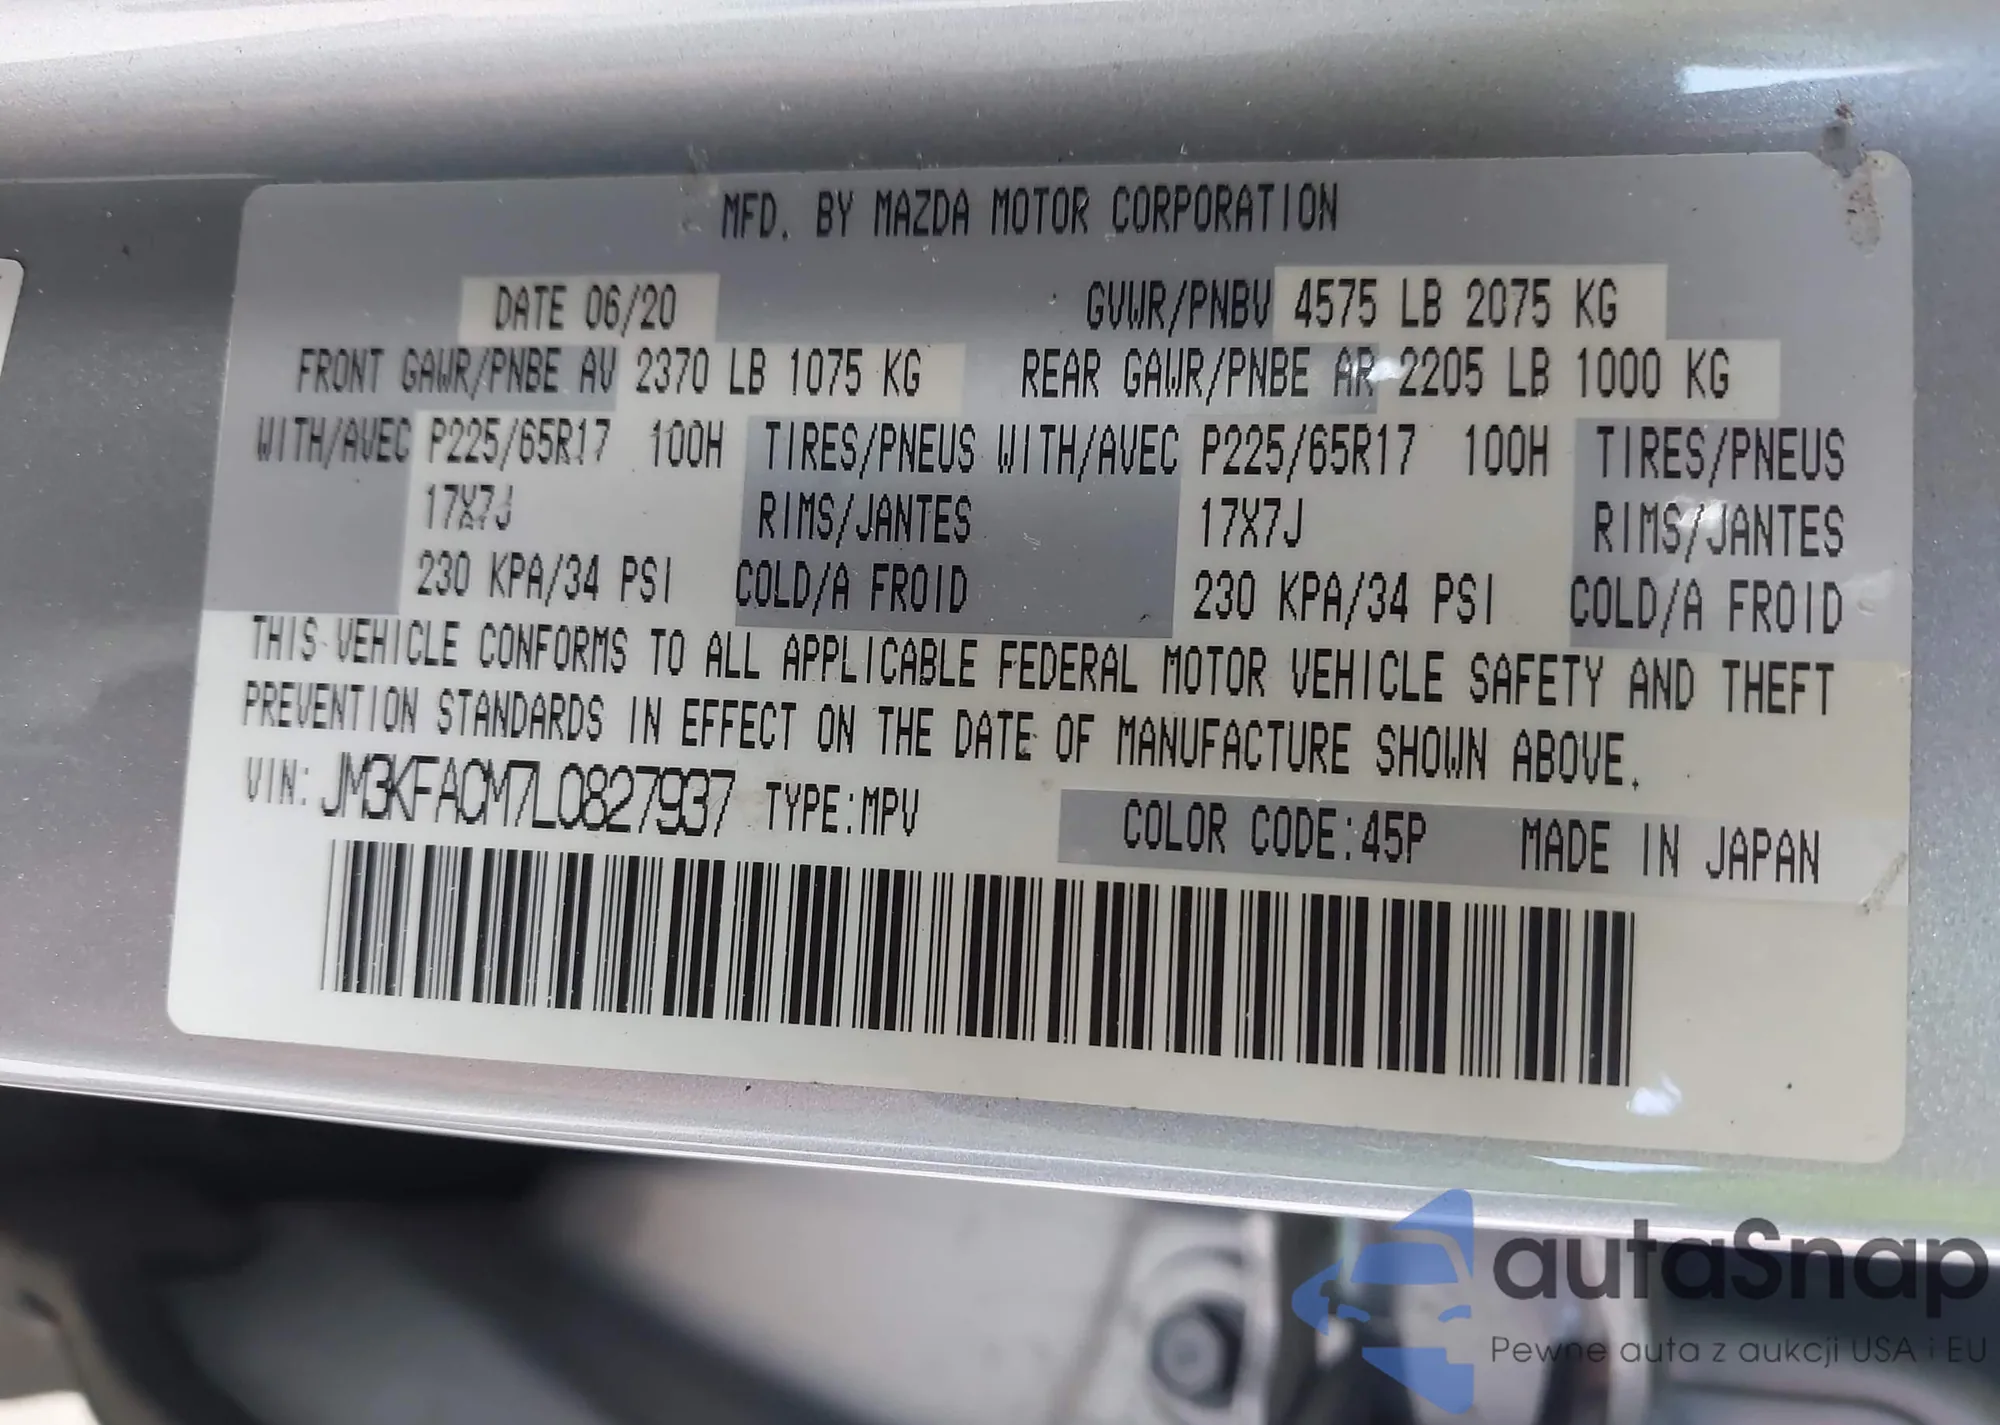 MFD. BY MAZDA MOTOR CORPORATION
DATE 06/20 GVWR/PNBV 4575 LB 2075 KG
FRONT GAWR/PNBE AV 2370 LB 1075 KG REAR GAWR/PNBE AR 2205 LB 1000 KG
WITH/AVEC P225/65R17 100H TIRES/PNEUS WITH/AVEC P225/65R17 100H TIRES/PNEUS
17X7J RIMS/JANTES 17X7J RIMS/JANTES
230 KPA/34 PSI COLD/A FROID 230 KPA/34 PSI COLD/A FROID
THIS VEHICLE CONFORMS TO ALL APPLICABLE FEDERAL MOTOR VEHICLE SAFETY AND THEFT
PREVENTION STANDARDS IN EFFECT ON THE DATE OF MANUFACTURE SHOWN ABOVE.
VIN: JM3KFACM7L0827937 TYPE:MPV COLOR CODE:45P MADE IN JAPAN
autaSnap
Pewne auta z aukcji USA i EU